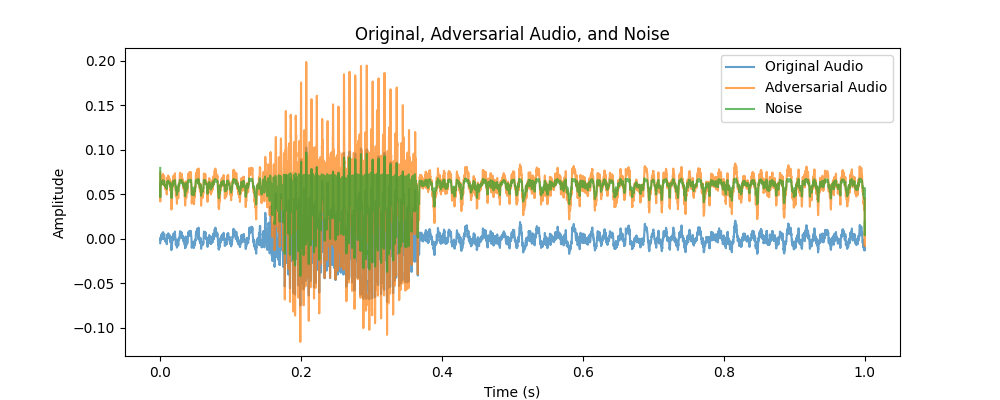 Original, Adversarial Audio, and Noise
Original Audio
Adversarial Audio
Noise
0.20
0.15
0.10
0.05
0.00
−0.05
−0.10
Amplitude
0.0 0.2 0.4 0.6 0.8 1.0
Time (s)